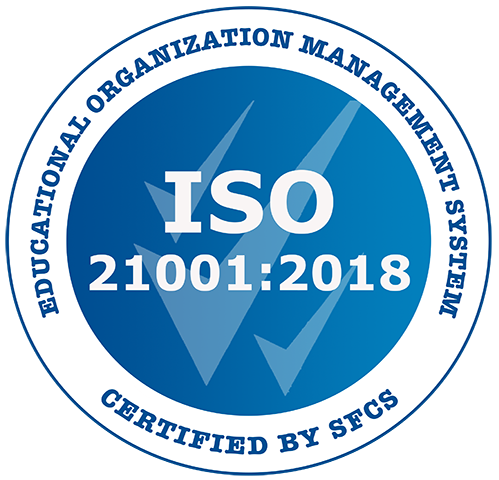 EDUCATIONAL ORGANIZATION MANAGEMENT SYSTEM
ISO
21001:2018
CERTIFIED BY SFCS